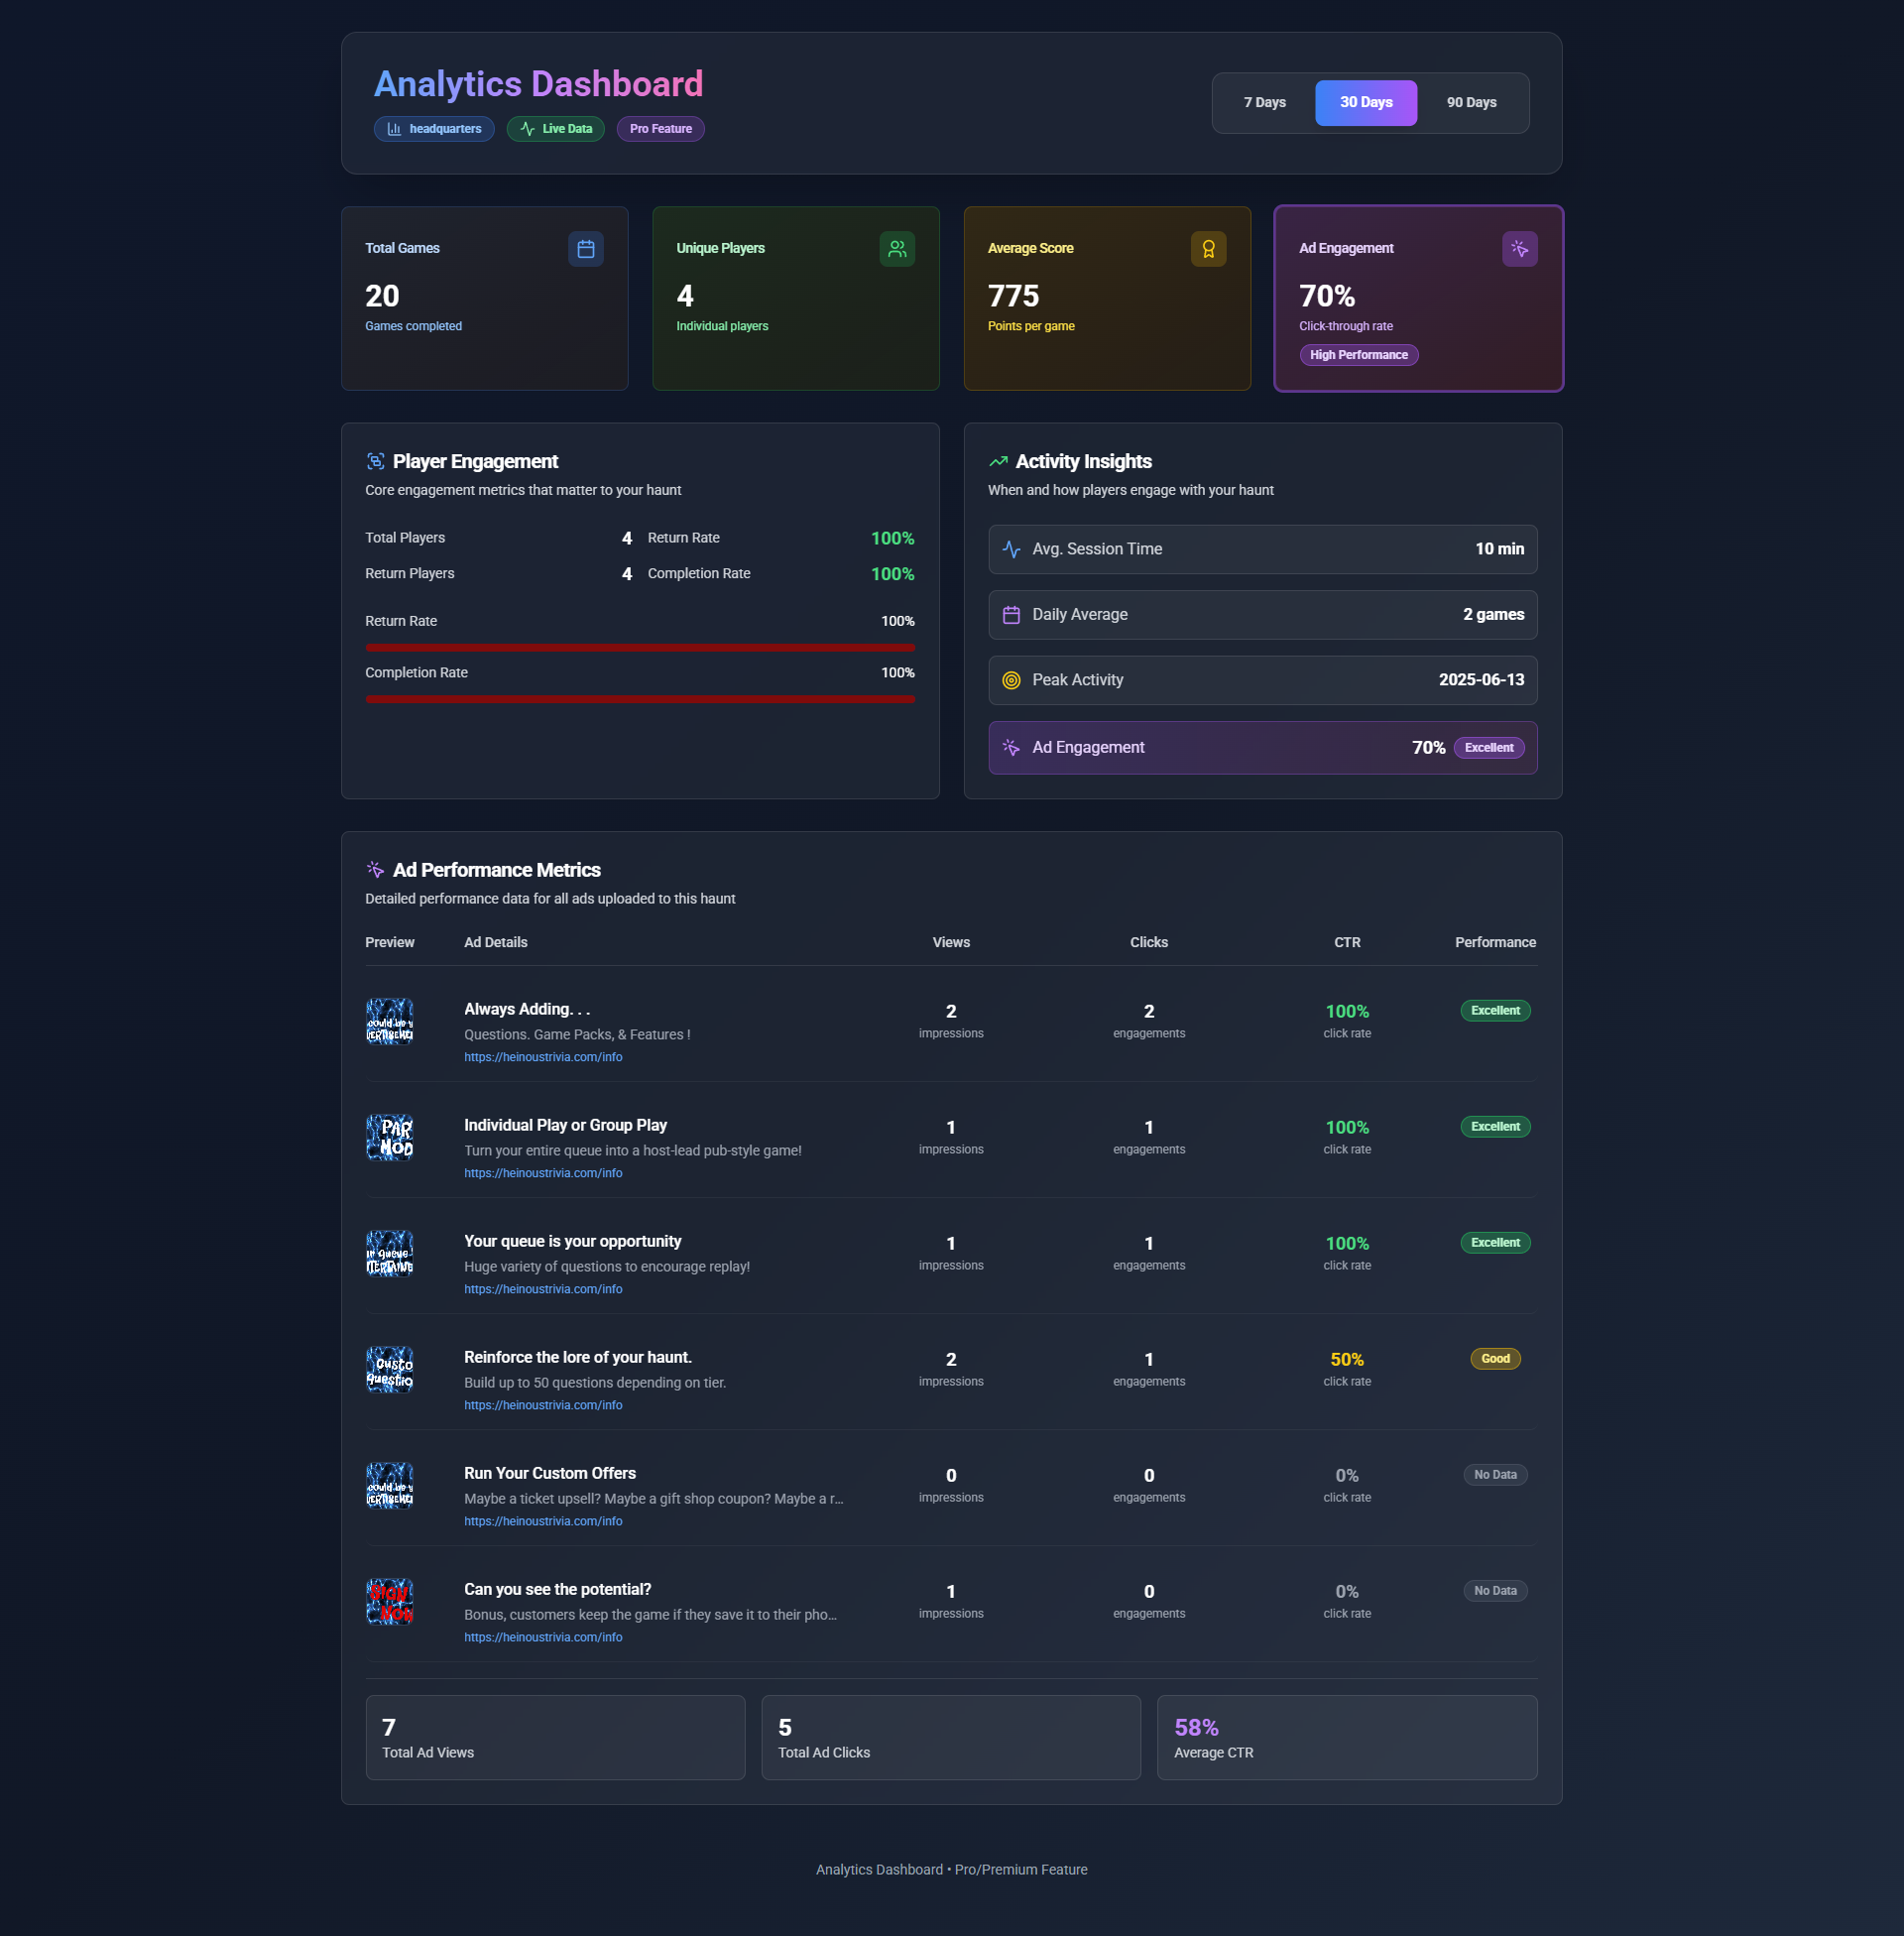 Analytics Dashboard
headquarters
Live Data
Pro Feature
7 Days
30 Days
90 Days
Total Games
20
Games completed
Unique Players
4
Individual players
Average Score
775
Points per game
Ad Engagement
70%
Click-through rate
High Performance
Player Engagement
Core engagement metrics that matter to your haunt
Total Players 4 Return Rate 100%
Return Players 4 Completion Rate 100%
Return Rate 100%
Completion Rate 100%
Activity Insights
When and how players engage with your haunt
Avg. Session Time 10 min
Daily Average 2 games
Peak Activity 2025-06-13
Ad Engagement 70% Excellent
Ad Performance Metrics
Detailed performance data for all ads uploaded to this haunt
Preview Ad Details Views Clicks CTR Performance
Always Adding. . . 2 2 100% Excellent
Questions. Game Packs, & Features ! impressions engagements click rate
https://heinoustrivia.com/info
PAR
MOD
Individual Play or Group Play 1 1 100% Excellent
Turn your entire queue into a host-lead pub-style game! impressions engagements click rate
https://heinoustrivia.com/info
Your queue is your opportunity 1 1 100% Excellent
Huge variety of questions to encourage replay! impressions engagements click rate
https://heinoustrivia.com/info
Custo
Questio
Reinforce the lore of your haunt. 2 1 50% Good
Build up to 50 questions depending on tier. impressions engagements click rate
https://heinoustrivia.com/info
Run Your Custom Offers 0 0 0% No Data
Maybe a ticket upsell? Maybe a gift shop coupon? Maybe a r... impressions engagements click rate
https://heinoustrivia.com/info
Can you see the potential? 1 0 0% No Data
Bonus, customers keep the game if they save it to their pho... impressions engagements click rate
https://heinoustrivia.com/info
7
Total Ad Views
5
Total Ad Clicks
58%
Average CTR
Analytics Dashboard • Pro/Premium Feature